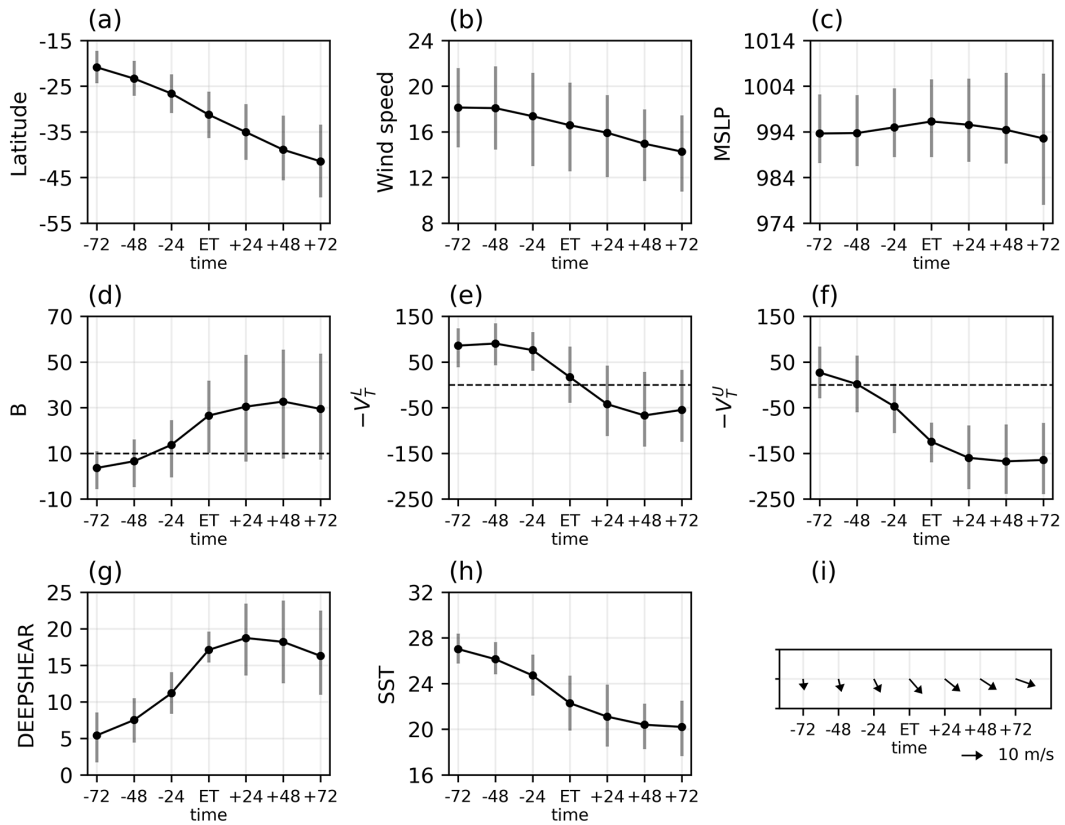 (a)
-15
-25
-35
-45
-55
Latitude
-72 -48 -24 ET +24 +48 +72
time
(b)
24
20
16
12
8
Wind speed
-72 -48 -24 ET +24 +48 +72
time
(c)
1014
1004
994
984
974
MSLP
-72 -48 -24 ET +24 +48 +72
time
(d)
70
50
30
10
-10
B
-72 -48 -24 ET +24 +48 +72
time
(e)
150
50
-50
-150
-250
$-V_T^L$
-72 -48 -24 ET +24 +48 +72
time
(f)
150
50
-50
-150
-250
$-V_T^U$
-72 -48 -24 ET +24 +48 +72
time
(g)
25
20
15
10
5
0
DEEPSHEAR
-72 -48 -24 ET +24 +48 +72
time
(h)
32
28
24
20
16
SST
-72 -48 -24 ET +24 +48 +72
time
(i)
-72 -48 -24 ET +24 +48 +72
time
10 m/s